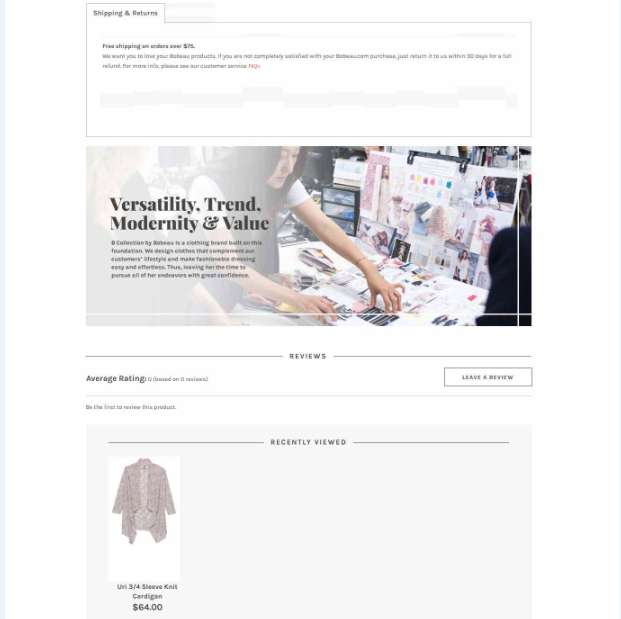 Shipping & Returns
Free shipping on orders over $75.
We want you to love your Bobeau products. If you are not completely satisfied with your Bobeau.com purchase, just return it to us within 30 days for a full
refund. For more info, please see our customer service FAQs.
Versatility, Trend,
Modernity & Value
B Collection by Bobeau is a clothing brand built on this
foundation. We design clothes that complement our
customers' lifestyle and make fashionable dressing
easy and effortless. Thus, leaving her the time to
pursue all of her endeavors with great confidence.
REVIEWS
Average Rating: 0 (based on 0 reviews)
LEAVE A REVIEW
Be the first to review this product.
RECENTLY VIEWED
Uri 3/4 Sleeve Knit
Cardigan
$64.00